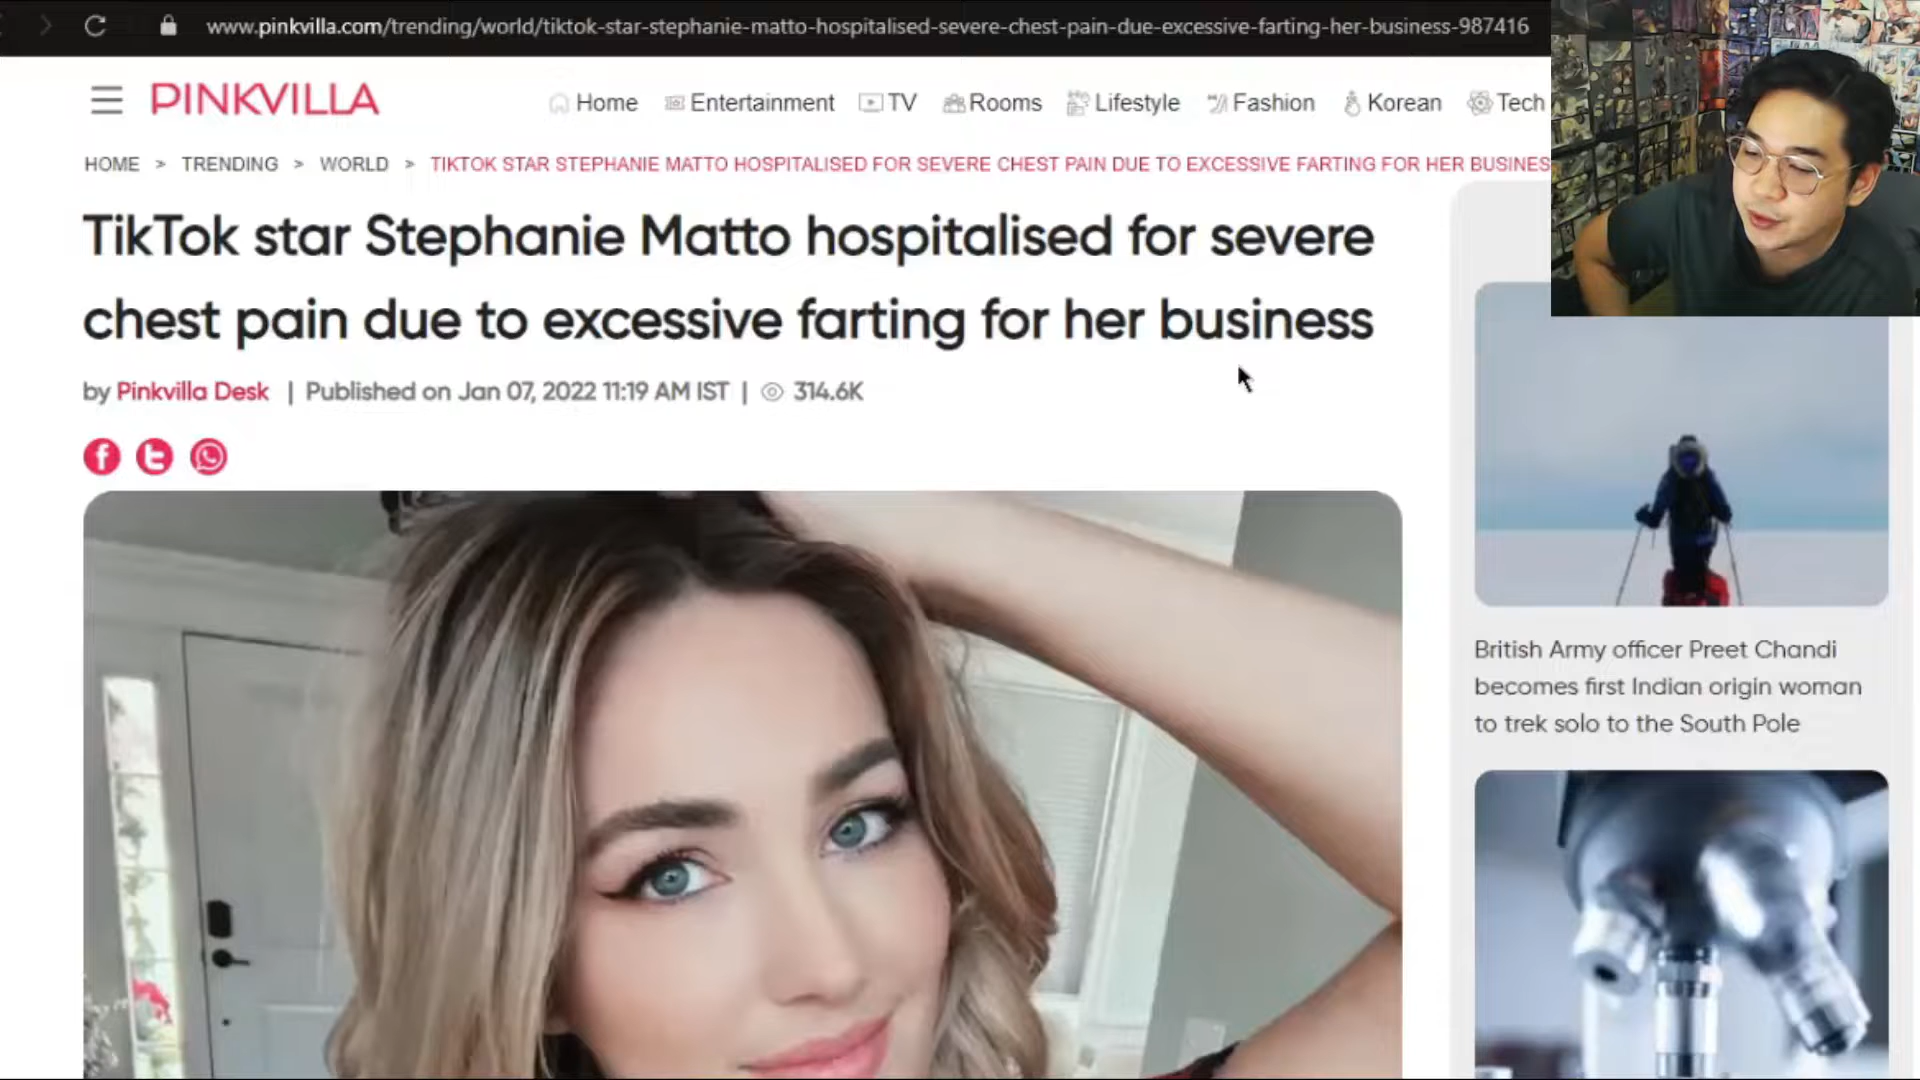 www.pinkvilla.com/trending/world/tiktok-star-stephanie-matto-hospitalised-severe-chest-pain-due-excessive-farting-her-business-987416
PINKVILLA
Home Entertainment TV Rooms Lifestyle Fashion Korean Tech
HOME > TRENDING > WORLD > TIKTOK STAR STEPHANIE MATTO HOSPITALISED FOR SEVERE CHEST PAIN DUE TO EXCESSIVE FARTING FOR HER BUSINES
TikTok star Stephanie Matto hospitalised for severe
chest pain due to excessive farting for her business
by Pinkvilla Desk | Published on Jan 07, 2022 11:19 AM IST | 314.6K
British Army officer Preet Chandi
becomes first Indian origin woman
to trek solo to the South Pole